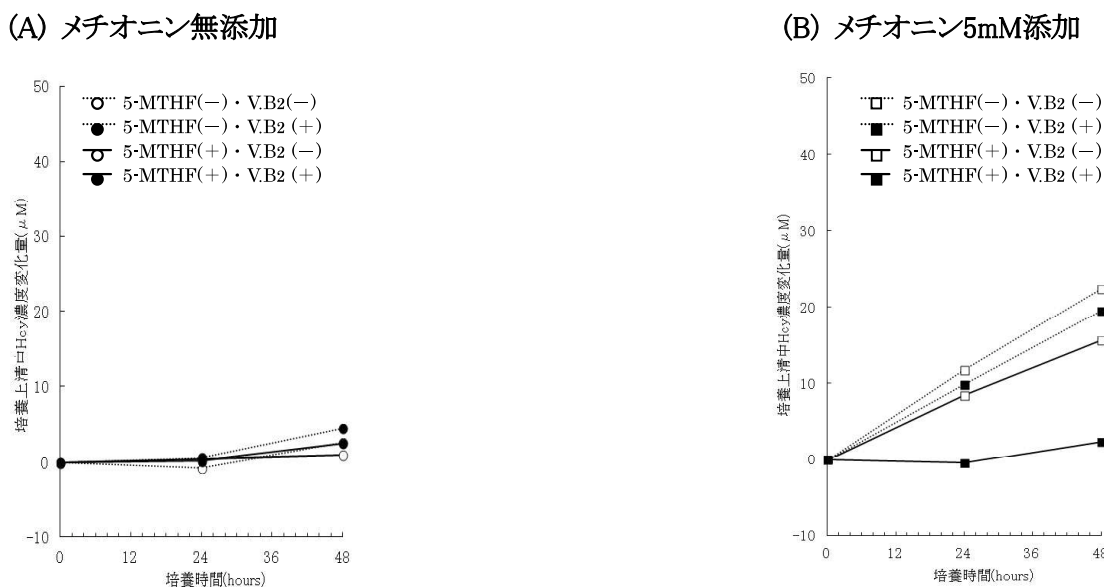 (A) メチオニン無添加
50
40
30
20
10
0
-10
5-MTHF(−)・V.B2(−)
5-MTHF(−)・V.B2 (+)
5-MTHF(+)・V.B2 (−)
5-MTHF(+)・V.B2 (+)
培養上清中Hcy濃度変化量(μM)
0 12 24 36 48
培養時間(hours)
(B) メチオニン5mM添加
50
40
30
20
10
0
-10
5-MTHF(−)・V.B2 (−)
5-MTHF(−)・V.B2 (+)
5-MTHF(+)・V.B2 (−)
5-MTHF(+)・V.B2 (+)
培養上清中Hcy濃度変化量(μM)
0 12 24 36 48
培養時間(hours)